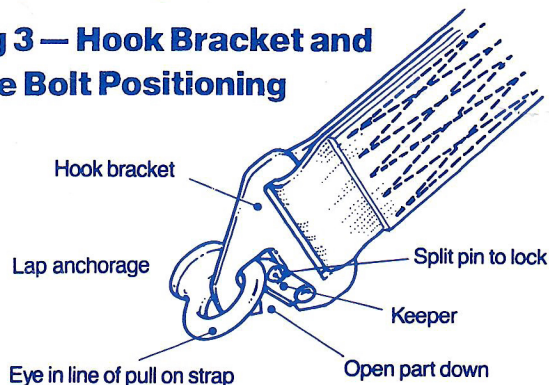 3 — Hook Bracket and
Bolt Positioning
Hook bracket
Lap anchorage
Split pin to lock
Keeper
Eye in line of pull on strap
Open part down